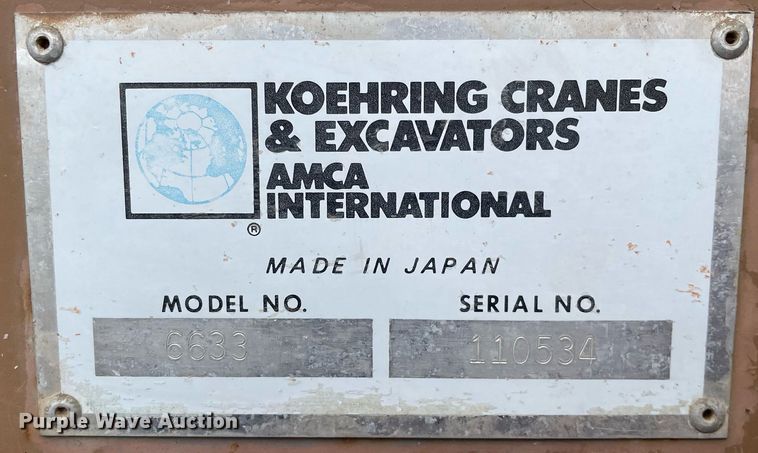 KOEHRING CRANES
& EXCAVATORS
AMCA
INTERNATIONAL
®
MADE IN JAPAN
MODEL NO. SERIAL NO.
6633 110534
Purple Wave Auction